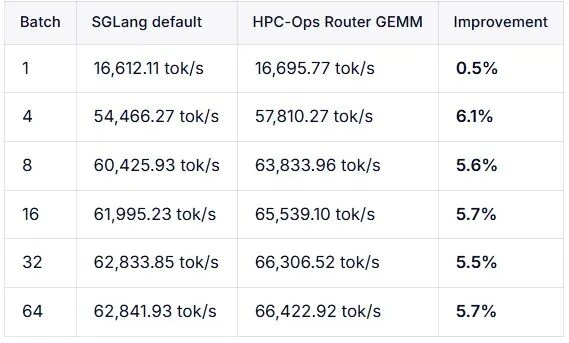 Batch SGLang default HPC-Ops Router GEMM Improvement
1 16,612.11 tok/s 16,695.77 tok/s 0.5%
4 54,466.27 tok/s 57,810.27 tok/s 6.1%
8 60,425.93 tok/s 63,833.96 tok/s 5.6%
16 61,995.23 tok/s 65,539.10 tok/s 5.7%
32 62,833.85 tok/s 66,306.52 tok/s 5.5%
64 62,841.93 tok/s 66,422.92 tok/s 5.7%